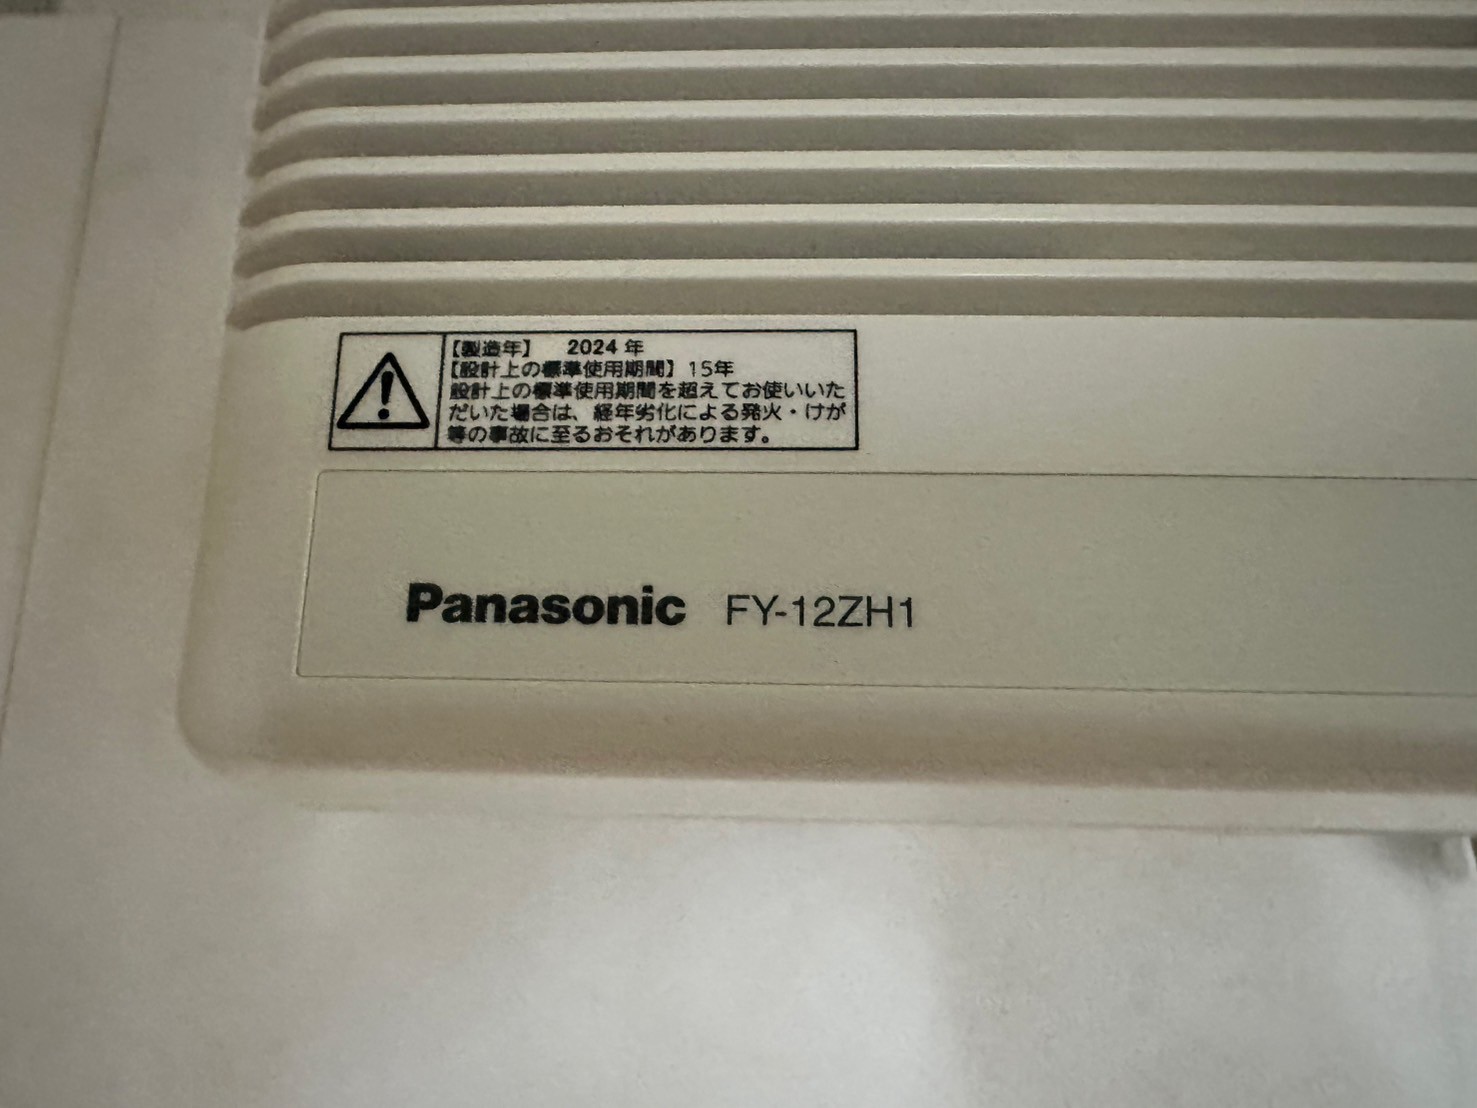 【製造年】 2024 年
【設計上の標準使用期間】15年
設計上の標準使用期間を超えてお使いいた
だいた場合は、経年劣化による発火・けが
等の事故に至るおそれがあります。
Panasonic FY-12ZH1